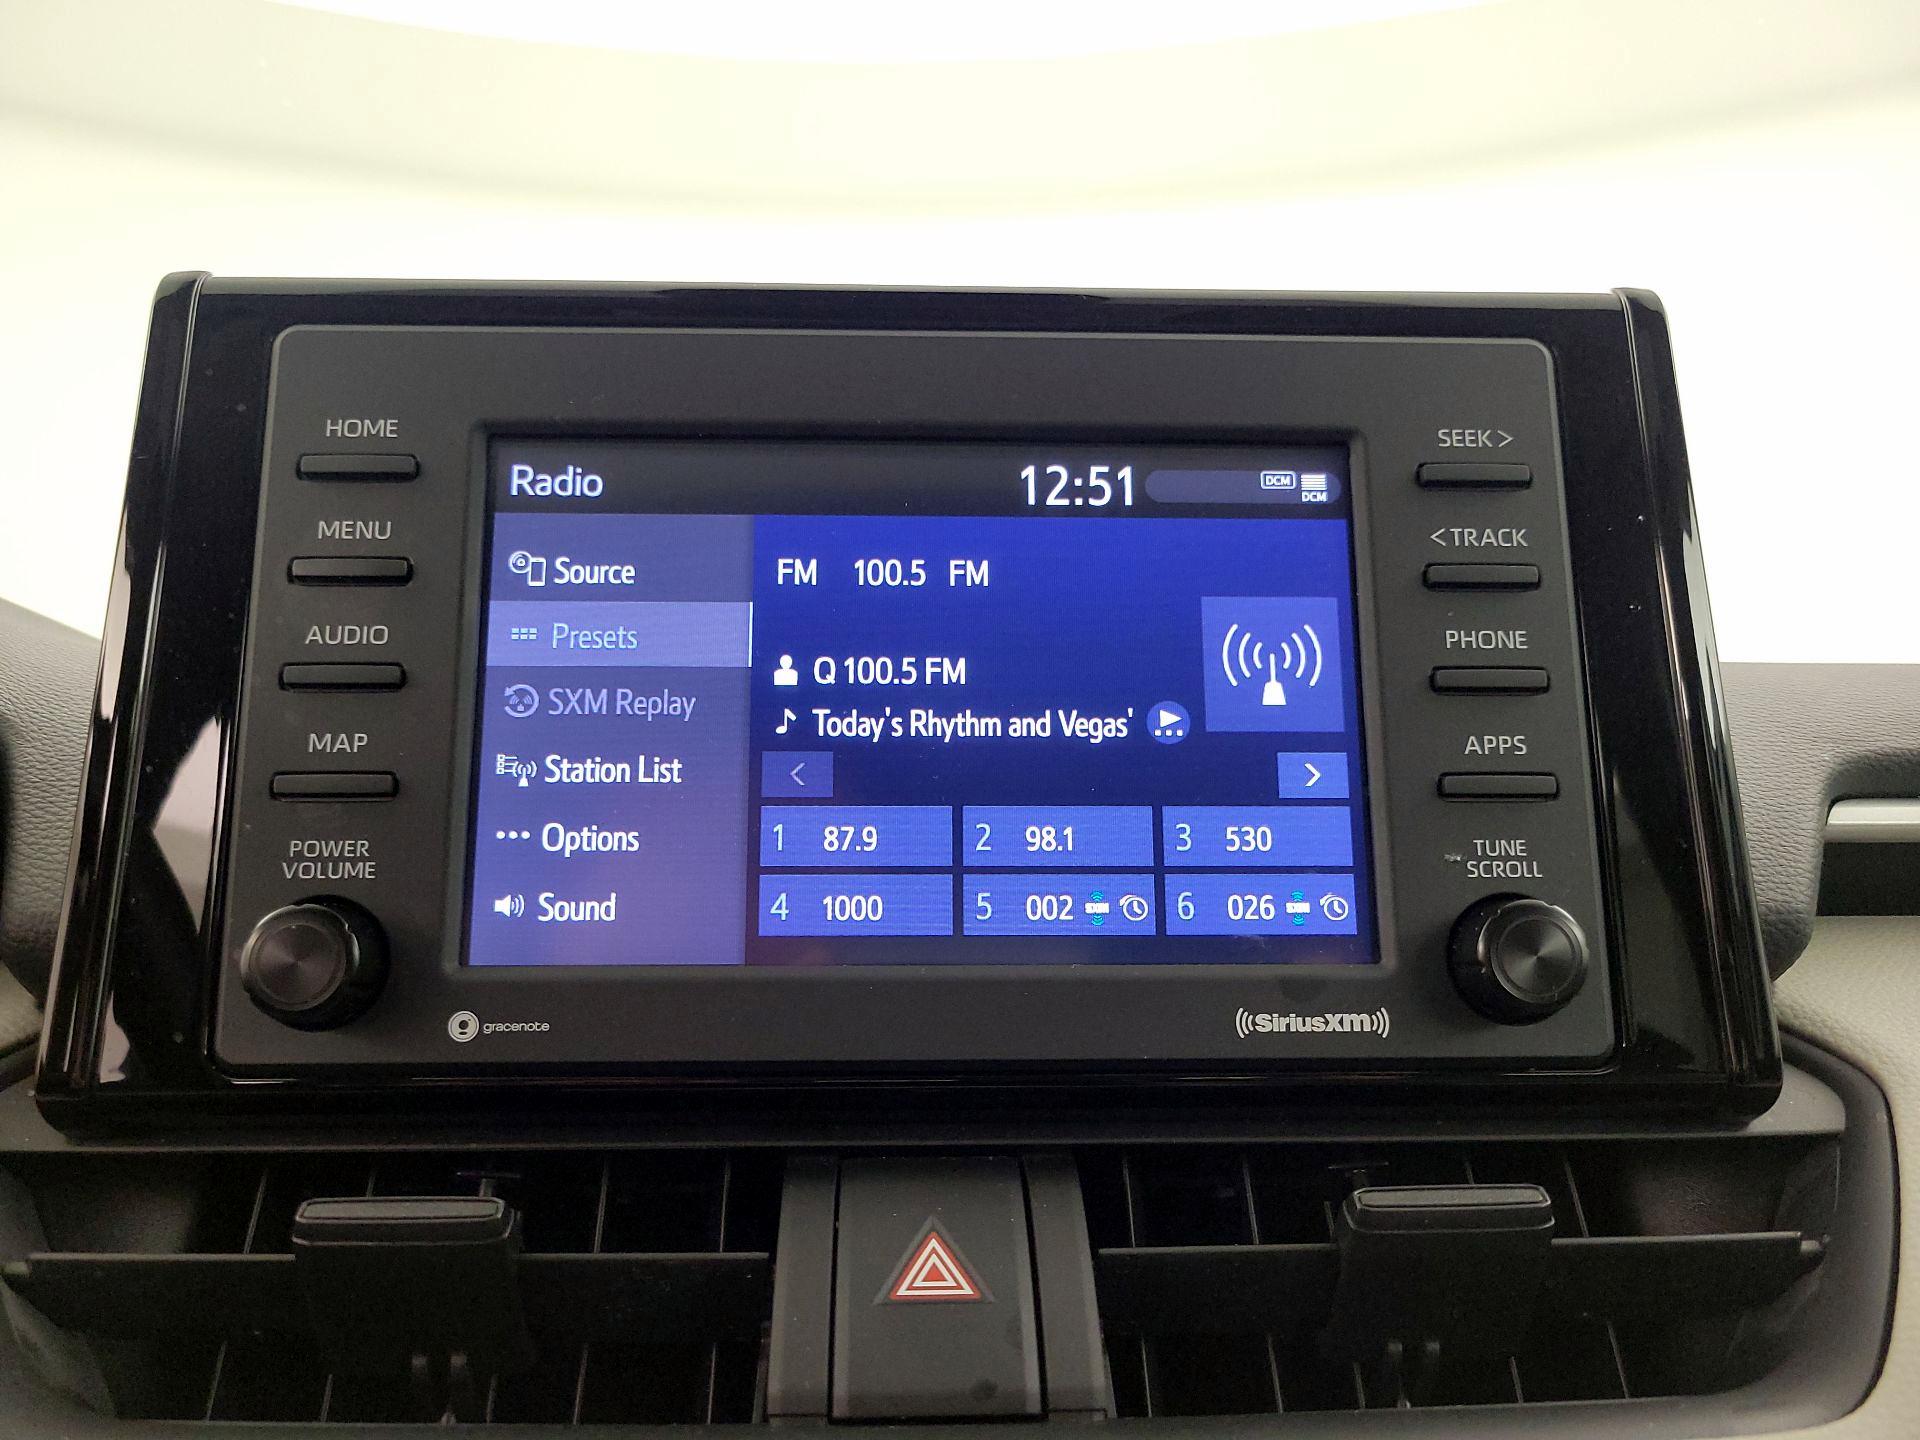 HOME
MENU
AUDIO
MAP
POWER
VOLUME
Radio 12:51 DCM DCM
Source
Presets
SXM Replay
Station List
Options
Sound
FM 100.5 FM
Q 100.5 FM
Today's Rhythm and Vegas'
< >
1 87.9 2 98.1 3 530
4 1000 5 002 SXM 6 026 SXM
SEEK >
< TRACK
PHONE
APPS
TUNE
SCROLL
g gracenote
((SiriusXM))